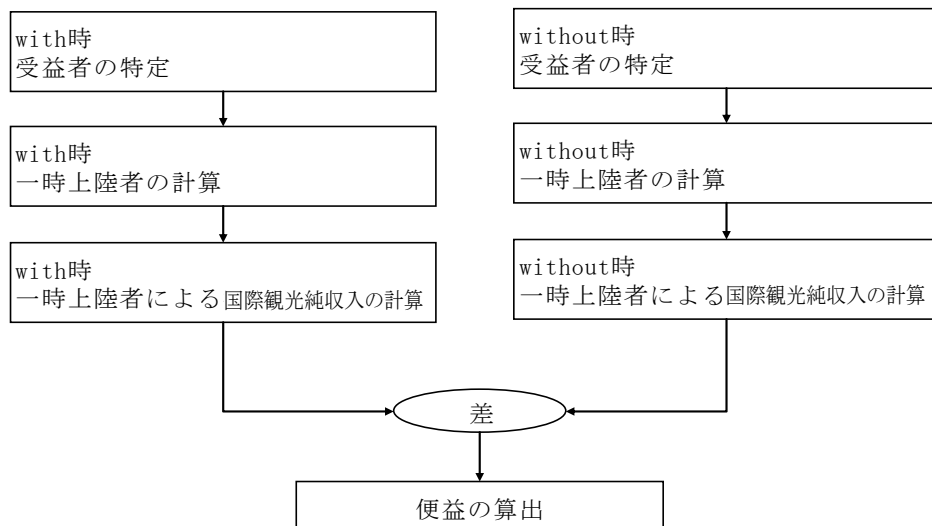 with時
受益者の特定
with時
一時上陸者の計算
with時
一時上陸者による国際観光純収入の計算
without時
受益者の特定
without時
一時上陸者の計算
without時
一時上陸者による国際観光純収入の計算
差
便益の算出